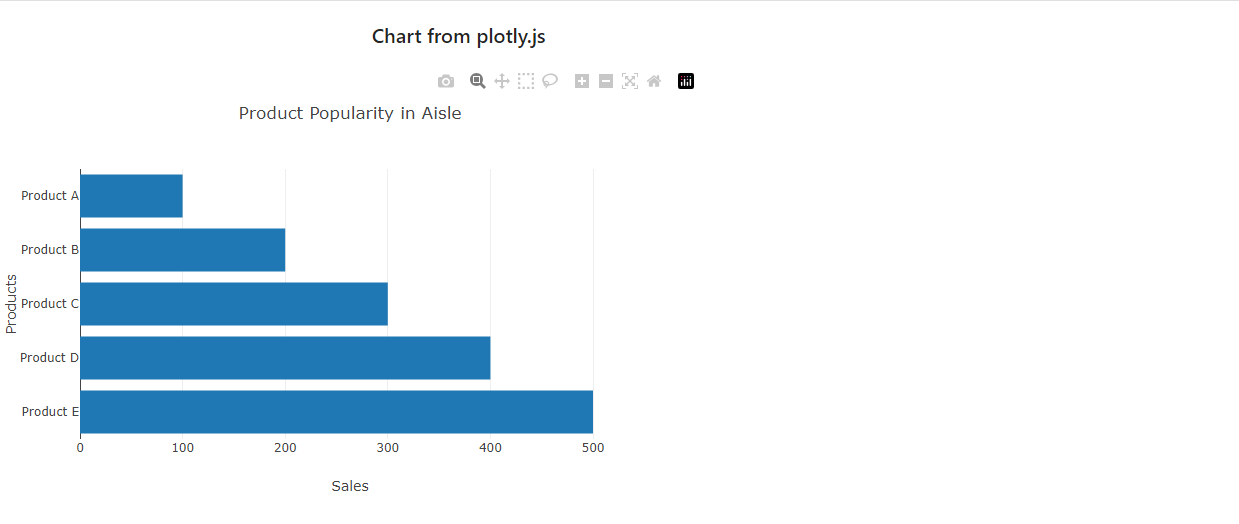 Chart from plotly.js
Product Popularity in Aisle
Product A
Product B
Product C
Product D
Product E
Products
0 100 200 300 400 500
Sales